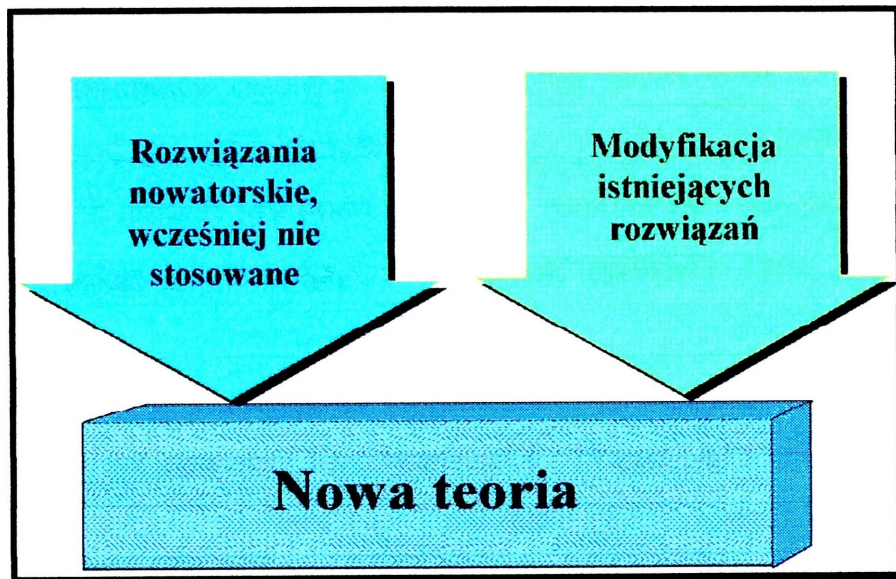 Rozwiązania
nowatorskie,
wcześniej nie
stosowane
Modyfikacja
istniejących
rozwiązań
Nowa teoria